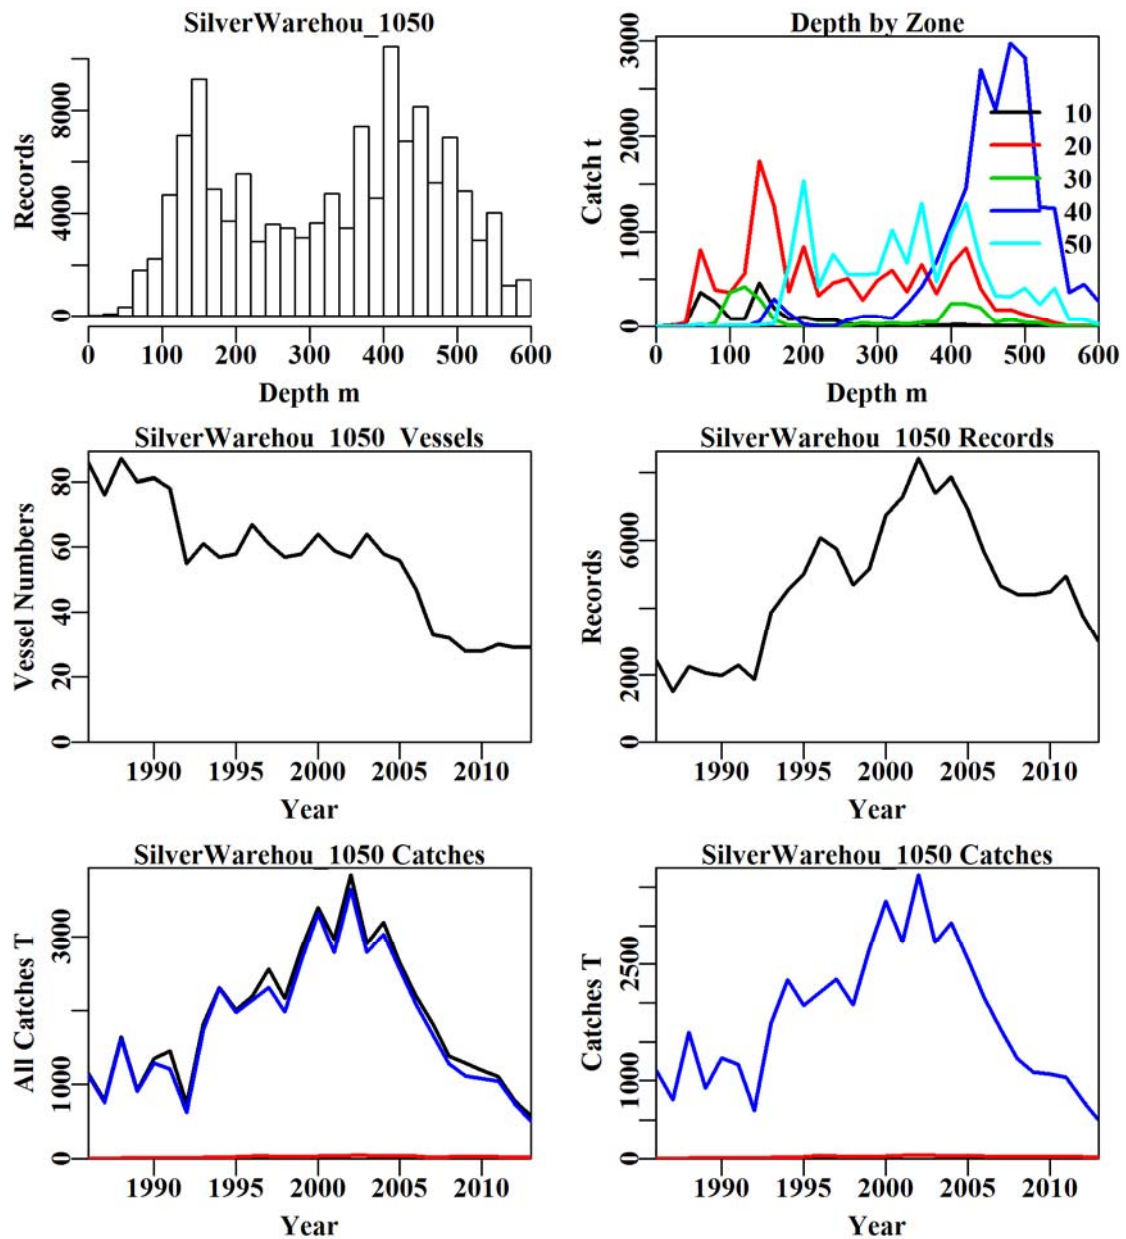 SilverWarehou_1050
Records
0 4000 8000
0 100 200 300 400 500 600
Depth m
Depth by Zone
Catch t
0 1000 2000 3000
10
20
30
40
50
0 100 200 300 400 500 600
Depth m
SilverWarehou_1050_Vessels
Vessel Numbers
0 20 40 60 80
1990 1995 2000 2005 2010
Year
SilverWarehou_1050 Records
Records
0 2000 6000
1990 1995 2000 2005 2010
Year
SilverWarehou_1050 Catches
All Catches T
0 1000 3000
1990 1995 2000 2005 2010
Year
SilverWarehou_1050 Catches
Catches T
0 1000 2500
1990 1995 2000 2005 2010
Year